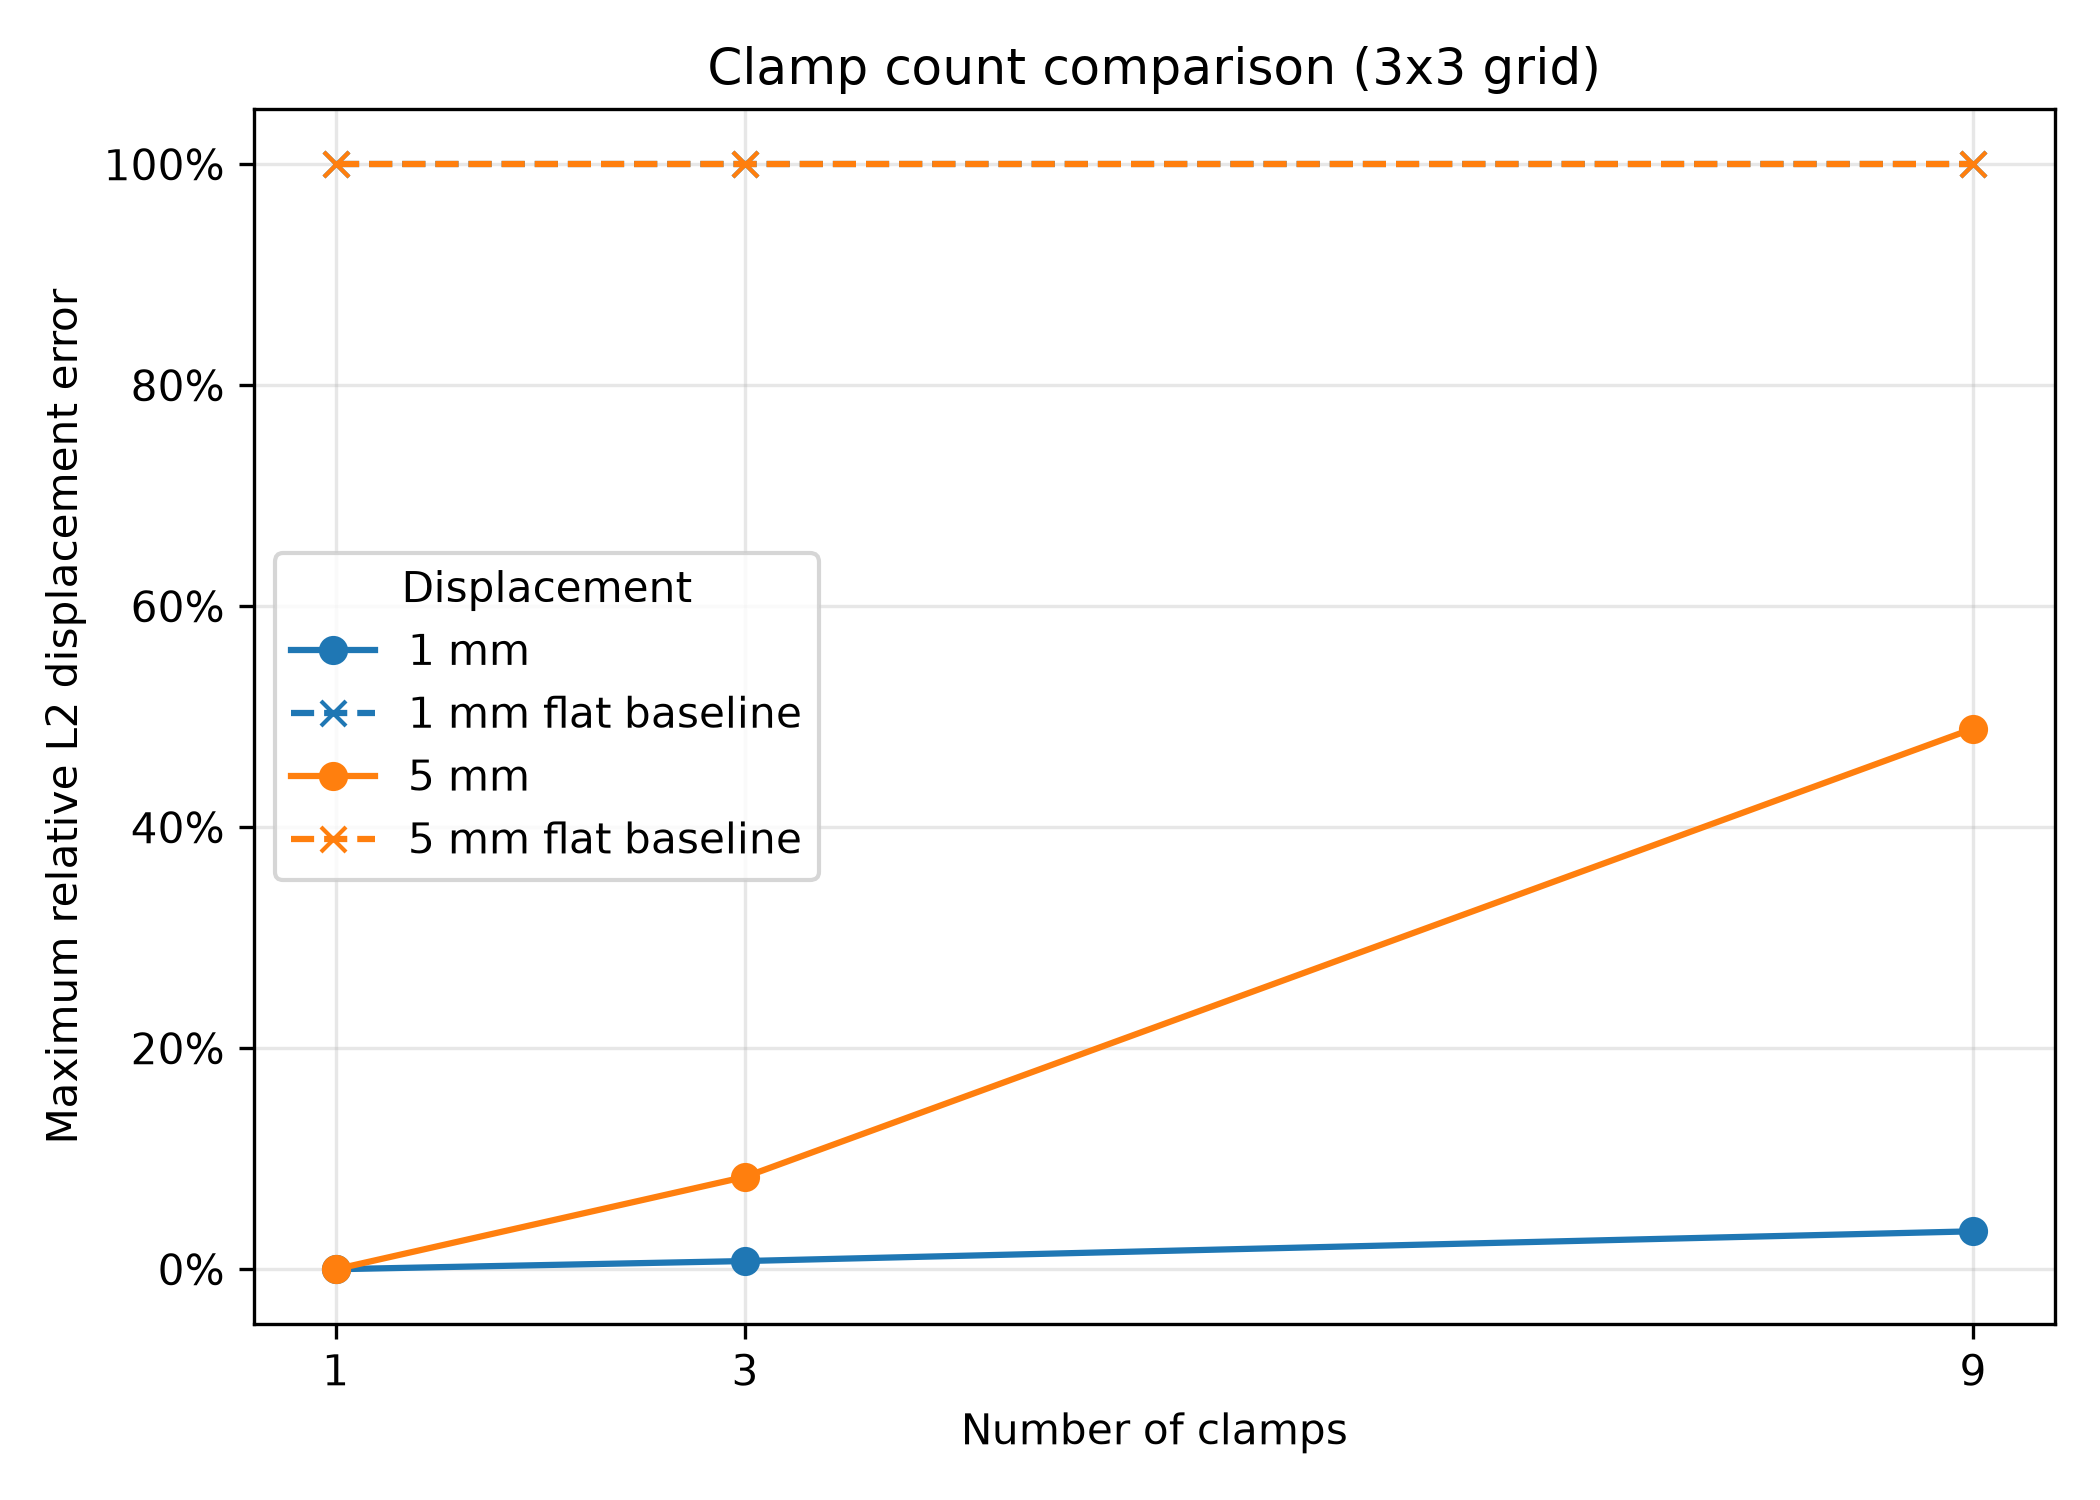 Clamp count comparison (3x3 grid)
Maximum relative L2 displacement error
100%
80%
60%
40%
20%
0%
Displacement
1 mm
1 mm flat baseline
5 mm
5 mm flat baseline
1
3
9
Number of clamps